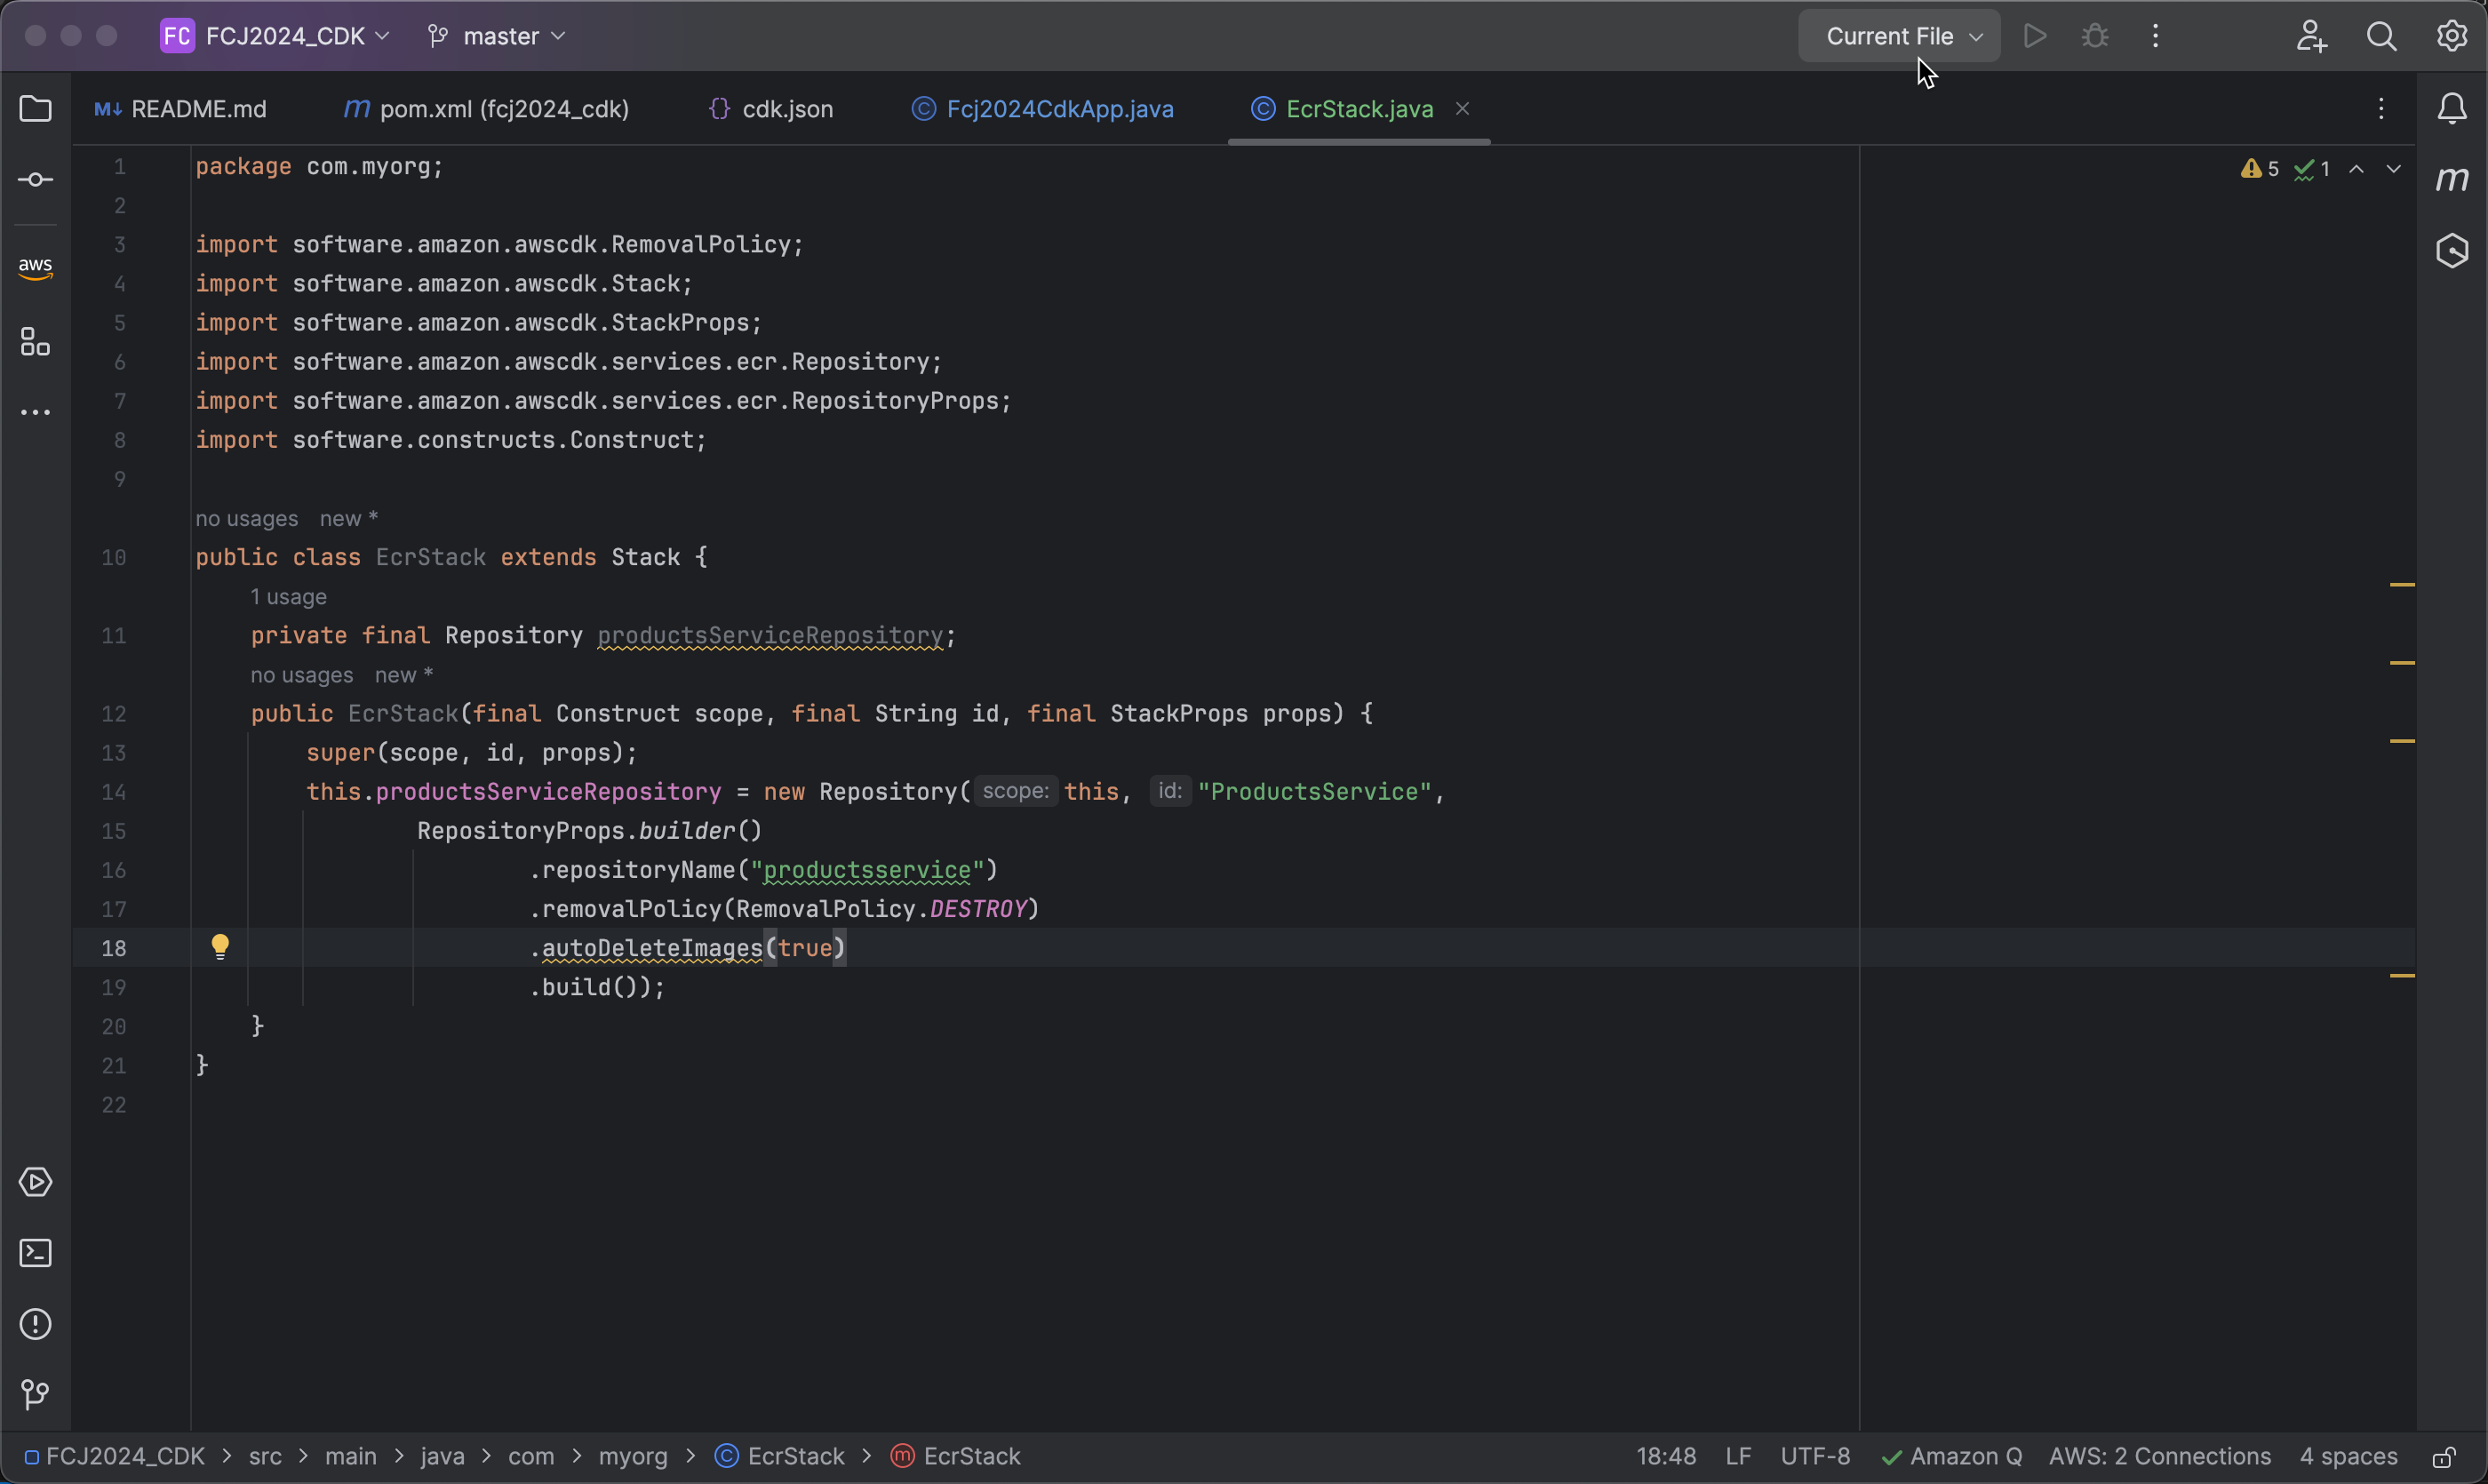 FC FCJ2024_CDK master Current File
M↓ README.md m pom.xml (fcj2024_cdk) {} cdk.json © Fcj2024CdkApp.java © EcrStack.java
5 1
aws
m
1 package com.myorg;
2
3 import software.amazon.awscdk.RemovalPolicy;
4 import software.amazon.awscdk.Stack;
5 import software.amazon.awscdk.StackProps;
6 import software.amazon.awscdk.services.ecr.Repository;
7 import software.amazon.awscdk.services.ecr.RepositoryProps;
8 import software.constructs.Construct;
9
no usages new *
10 public class EcrStack extends Stack {
1 usage
11 private final Repository productsServiceRepository;
no usages new *
12 public EcrStack(final Construct scope, final String id, final StackProps props) {
13 super(scope, id, props);
14 this.productsServiceRepository = new Repository( scope: this, id: "ProductsService",
15 RepositoryProps.builder()
16 .repositoryName("productsservice")
17 .removalPolicy(RemovalPolicy.DESTROY)
18 .autoDeleteImages(true)
19 .build());
20 }
21 }
22
FCJ2024_CDK > src > main > java > com > myorg > © EcrStack > m EcrStack 18:48 LF UTF-8 Amazon Q AWS: 2 Connections 4 spaces